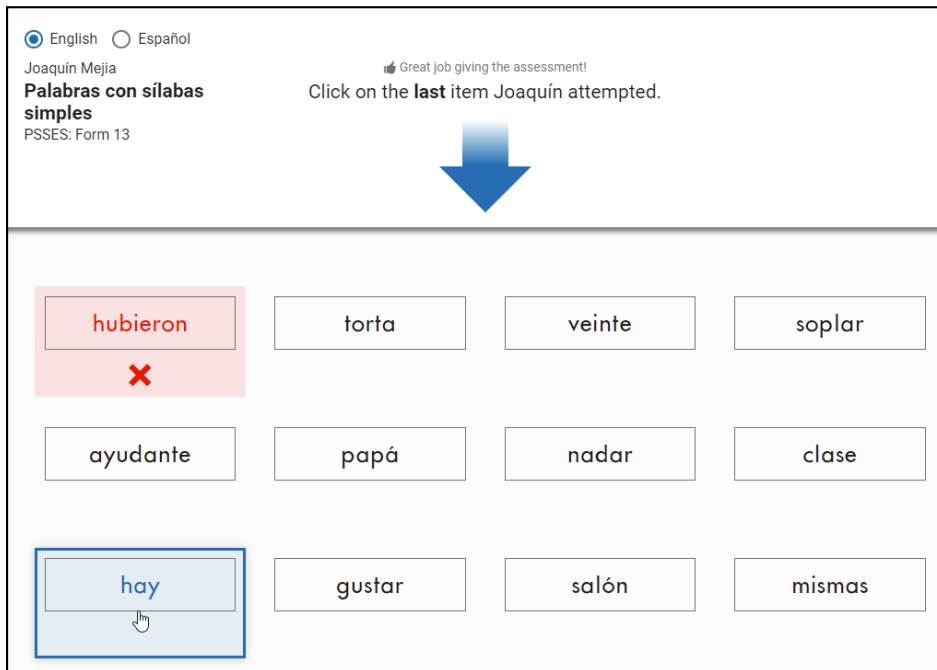 English Español
Joaquín Mejia
Palabras con sílabas
simples
PSSES: Form 13
Great job giving the assessment!
Click on the last item Joaquín attempted.
hubieron torta veinte soplar
ayudante papá nadar clase
hay gustar salón mismas